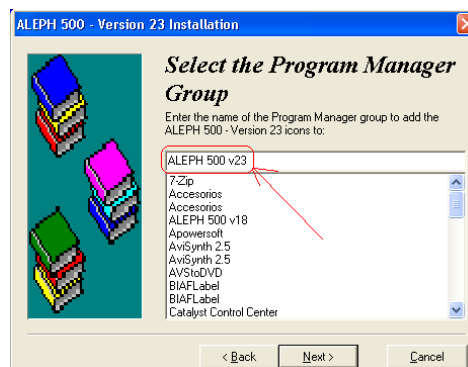 ALEPH 500 - Version 23 Installation
Select the Program Manager
Group
Enter the name of the Program Manager group to add the
ALEPH 500 - Version 23 icons to:
ALEPH 500 v23
7-Zip
Accesorios
Accesorios
ALEPH 500 v18
Apowersoft
AviSynth 2.5
AviSynth 2.5
AVStoDVD
BIAFLabel
BIAFLabel
Catalyst Control Center
< Back
Next >
Cancel